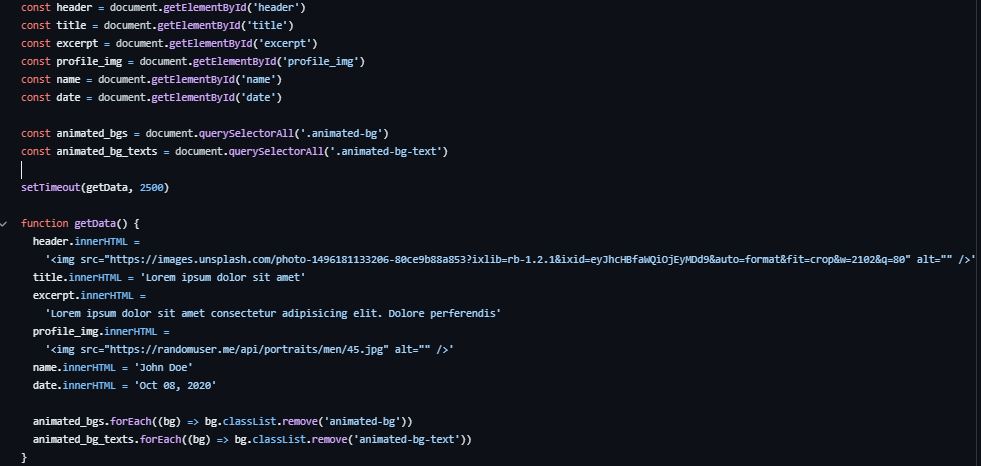 const header = document.getElementById('header')
const title = document.getElementById('title')
const excerpt = document.getElementById('excerpt')
const profile_img = document.getElementById('profile_img')
const name = document.getElementById('name')
const date = document.getElementById('date')
const animated_bgs = document.querySelectorAll('.animated-bg')
const animated_bg_texts = document.querySelectorAll('.animated-bg-text')
setTimeout(getData, 2500)
function getData() {
header.innerHTML =
'<img src="https://images.unsplash.com/photo-1496181133206-80ce9b88a853?ixlib=rb-1.2.1&ixid=eyJhcHBfaWQiOjEyMDd9&auto=format&fit=crop&w=2102&q=80" alt="" />'
title.innerHTML = 'Lorem ipsum dolor sit amet'
excerpt.innerHTML =
'Lorem ipsum dolor sit amet consectetur adipisicing elit. Dolore perferendis'
profile_img.innerHTML =
'<img src="https://randomuser.me/api/portraits/men/45.jpg" alt="" />'
name.innerHTML = 'John Doe'
date.innerHTML = 'Oct 08, 2020'
animated_bgs.forEach((bg) => bg.classList.remove('animated-bg'))
animated_bg_texts.forEach((bg) => bg.classList.remove('animated-bg-text'))
}